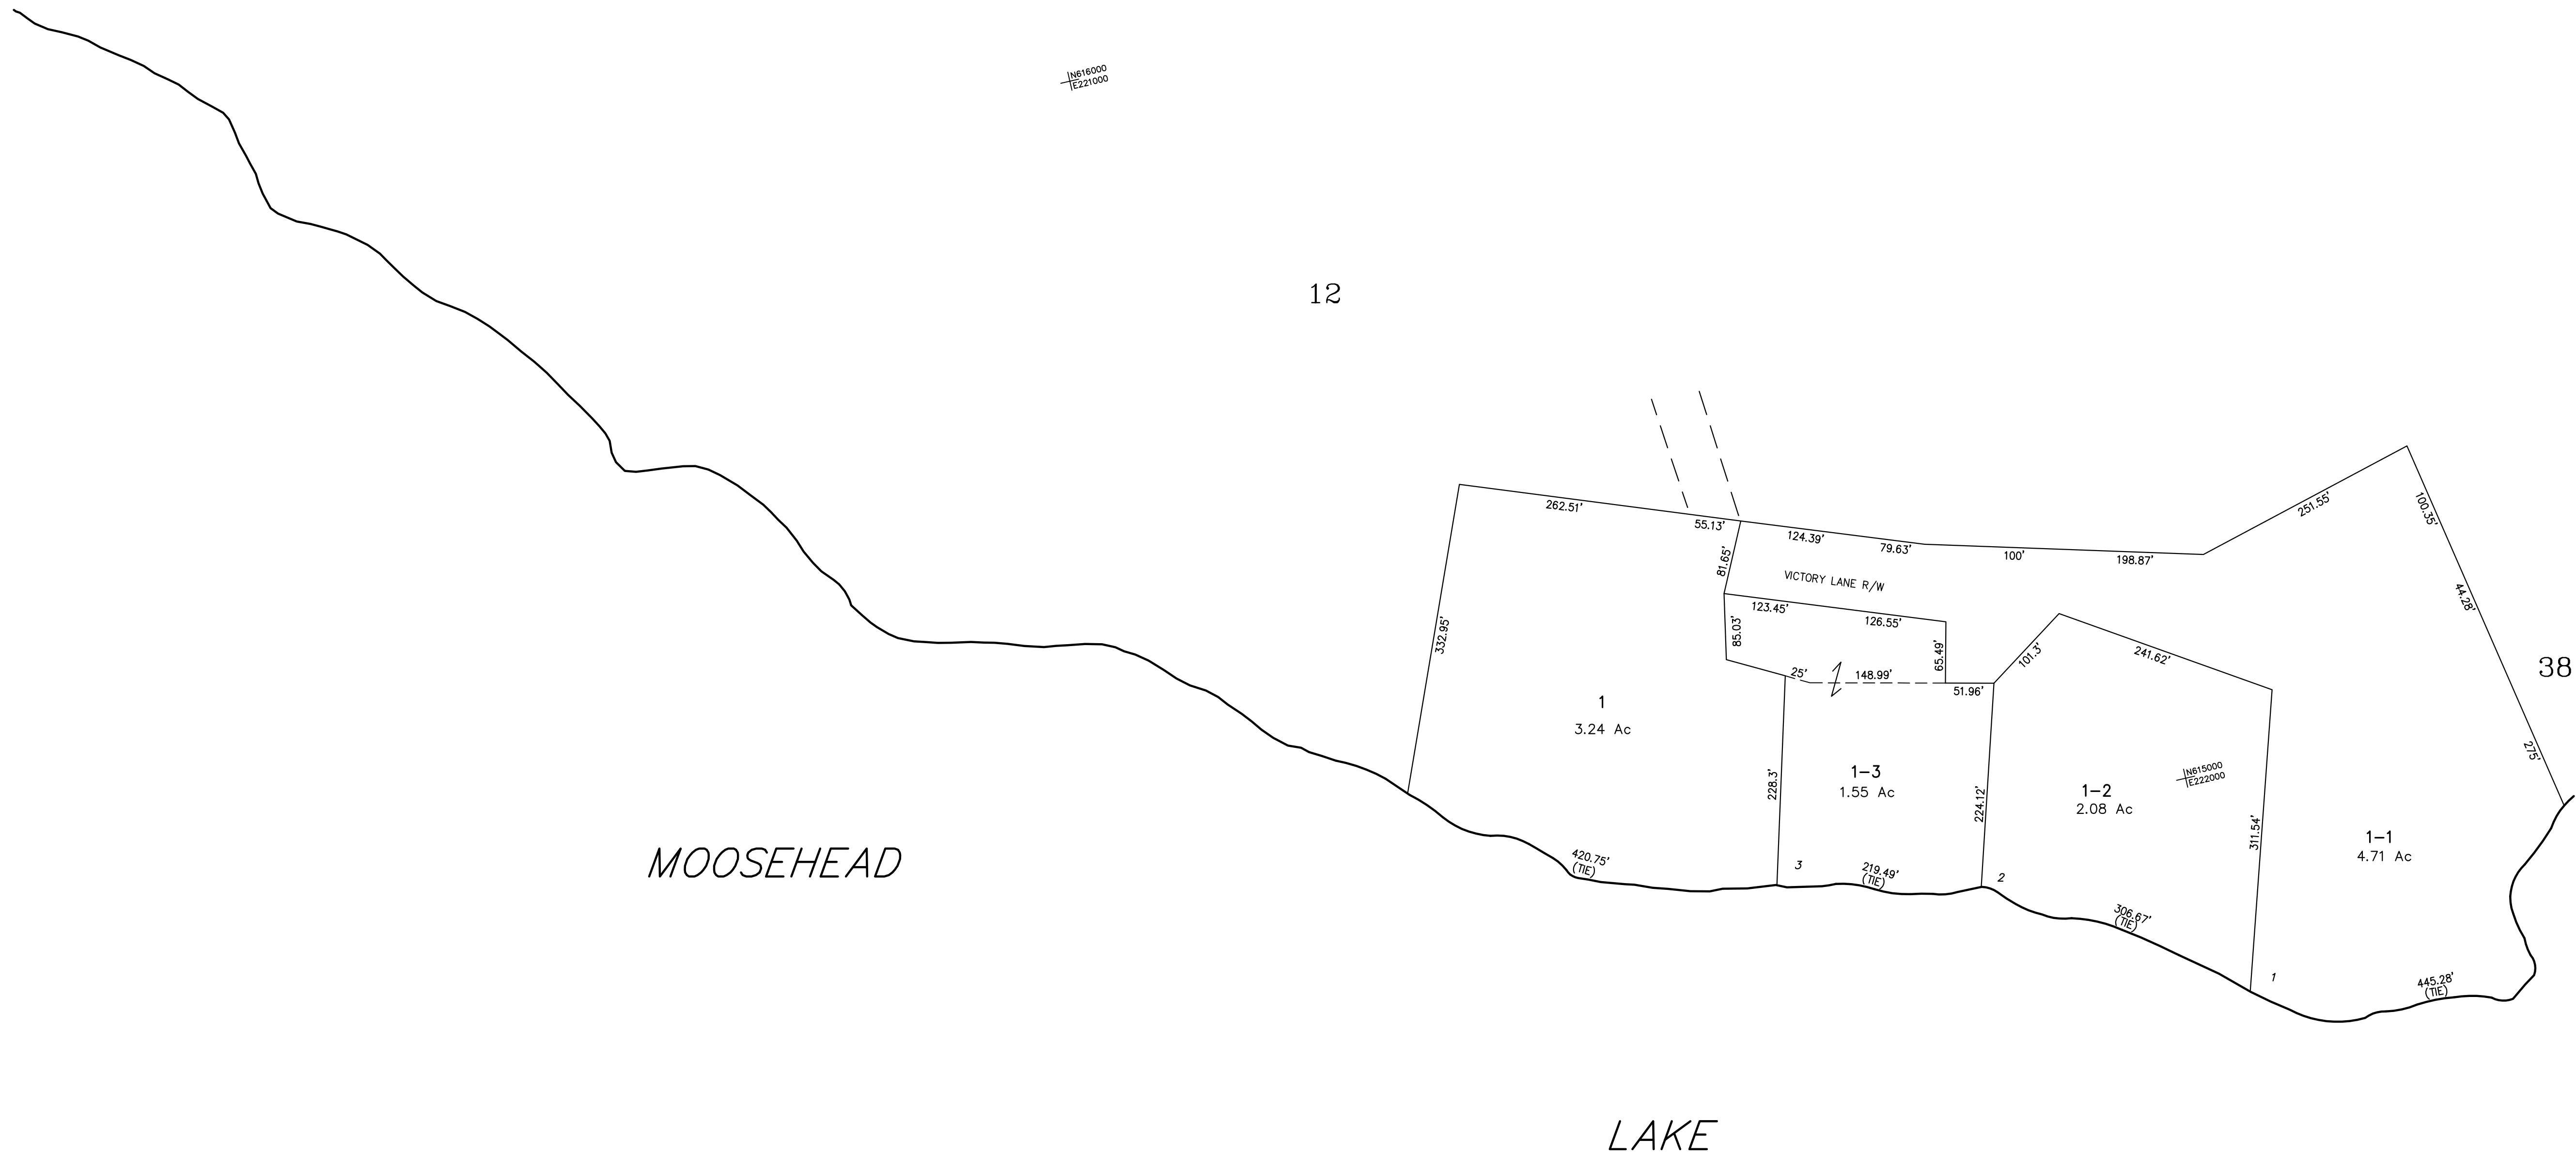 N616000
E221000
12
262.51'
55.13'
124.39'
79.63'
100'
198.87'
251.55'
100.35'
44.28'
275'
38
81.65'
VICTORY LANE R/W
123.45'
126.55'
85.03'
65.49'
332.95'
25'
148.99'
51.96'
101.3'
241.62'
1
3.24 Ac
228.3'
1-3
1.55 Ac
224.12'
1-2
2.08 Ac
N615000
E222000
311.54'
1-1
4.71 Ac
MOOSEHEAD
420.75'
(TIE)
3
219.49'
(TIE)
2
306.67'
(TIE)
1
445.28'
(TIE)
LAKE